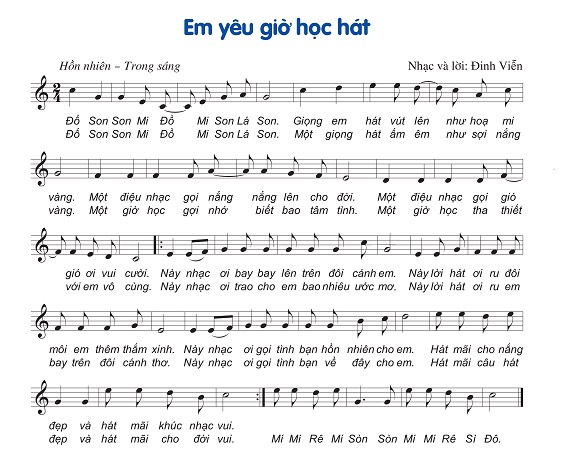 Em yêu giờ học hát
Hồn nhiên – Trong sáng
Nhạc và lời: Đinh Viễn
2
4
Đố Son Son Mi Đồ Mi Son Lá Son. Giọng em hát vút lên như hoạ mi
Đố Son Son Mi Đồ Mi Son Lá Son. Một giọng hát ấm êm như sợi nắng
vàng. Một điệu nhạc gọi nắng nắng lên cho đời. Một điệu nhạc gọi gió
vàng. Một giờ học gợi nhớ biết bao tâm tình. Một giờ học tha thiết
gió ơi vui cười. Này nhạc ơi bay bay lên trên đôi cánh em. Này lời hát ơi ru đôi
với em vô cùng. Này nhạc ơi trao cho em bao nhiêu ước mơ. Này lời hát ơi ru em
môi em thêm thắm xinh. Này nhạc ơi gọi tình bạn hồn nhiên cho em. Hát mãi cho nắng
bay trên đôi cánh thơ. Này nhạc ơi gọi tình bạn về đây cho em. Hát mãi câu hát
đẹp và hát mãi khúc nhạc vui.
đẹp và hát mãi cho đời vui. Mi Mi Rê Mi Sòn Sòn Mi Mi Rê Si Đô.